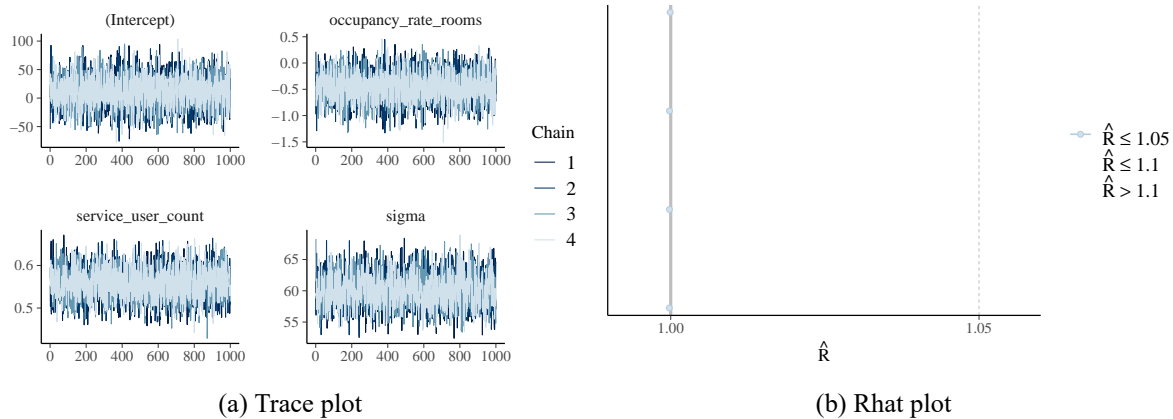 (Intercept)
occupancy_rate_rooms
100
50
0
−50
0 200 400 600 800 1000
0.5
0.0
−0.5
−1.0
−1.5
0 200 400 600 800 1000
service_user_count
sigma
0.6
0.5
0 200 400 600 800 1000
65
60
55
0 200 400 600 800 1000
Chain
1
2
3
4
(a) Trace plot
R̂ ≤ 1.05
R̂ ≤ 1.1
R̂ > 1.1
1.00 1.05
R̂
(b) Rhat plot